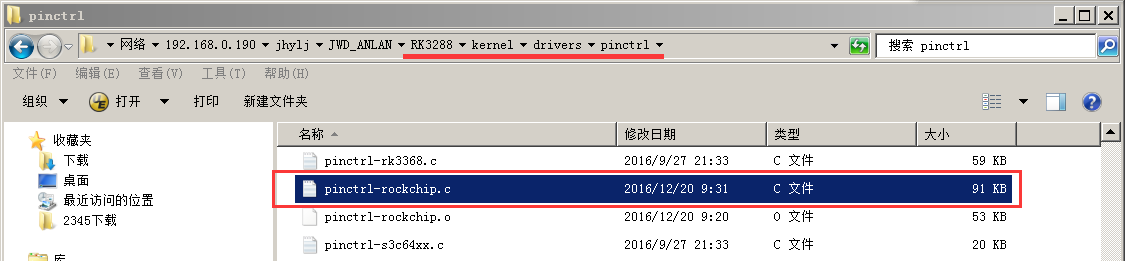 pinctrl
网络 192.168.0.190 jhylj JWD_ANLAN RK3288 kernel drivers pinctrl
搜索 pinctrl
文件(F) 编辑(E) 查看(V) 工具(T) 帮助(H)
组织 打开 打印 新建文件夹
收藏夹
下载
桌面
最近访问的位置
2345下载
库
名称 修改日期 类型 大小
pinctrl-rk3368.c 2016/9/27 21:33 C 文件 59 KB
pinctrl-rockchip.c 2016/12/20 9:31 C 文件 91 KB
pinctrl-rockchip.o 2016/12/20 9:20 O 文件 53 KB
pinctrl-s3c64xx.c 2016/9/27 21:33 C 文件 20 KB